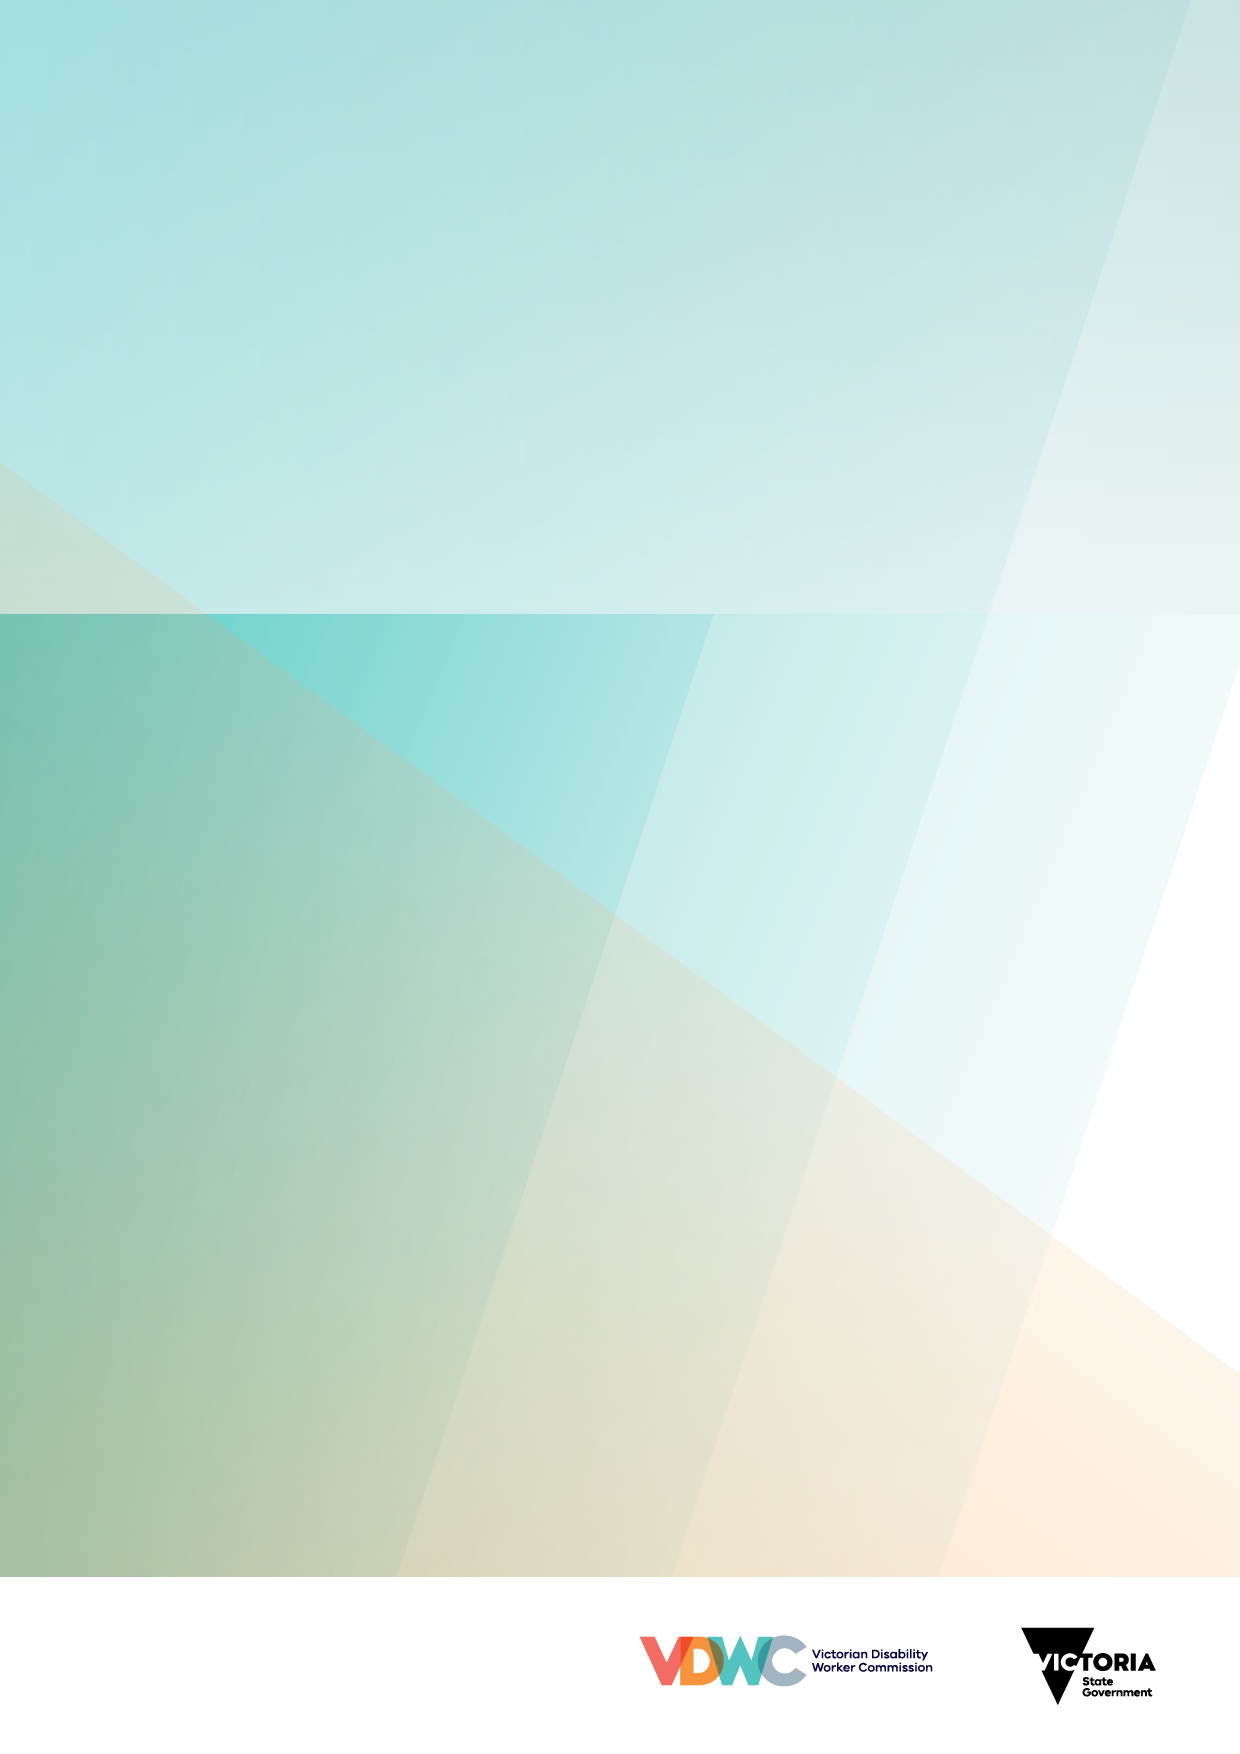 VDWC
Victorian Disability
Worker Commission
VICTORIA
State
Government